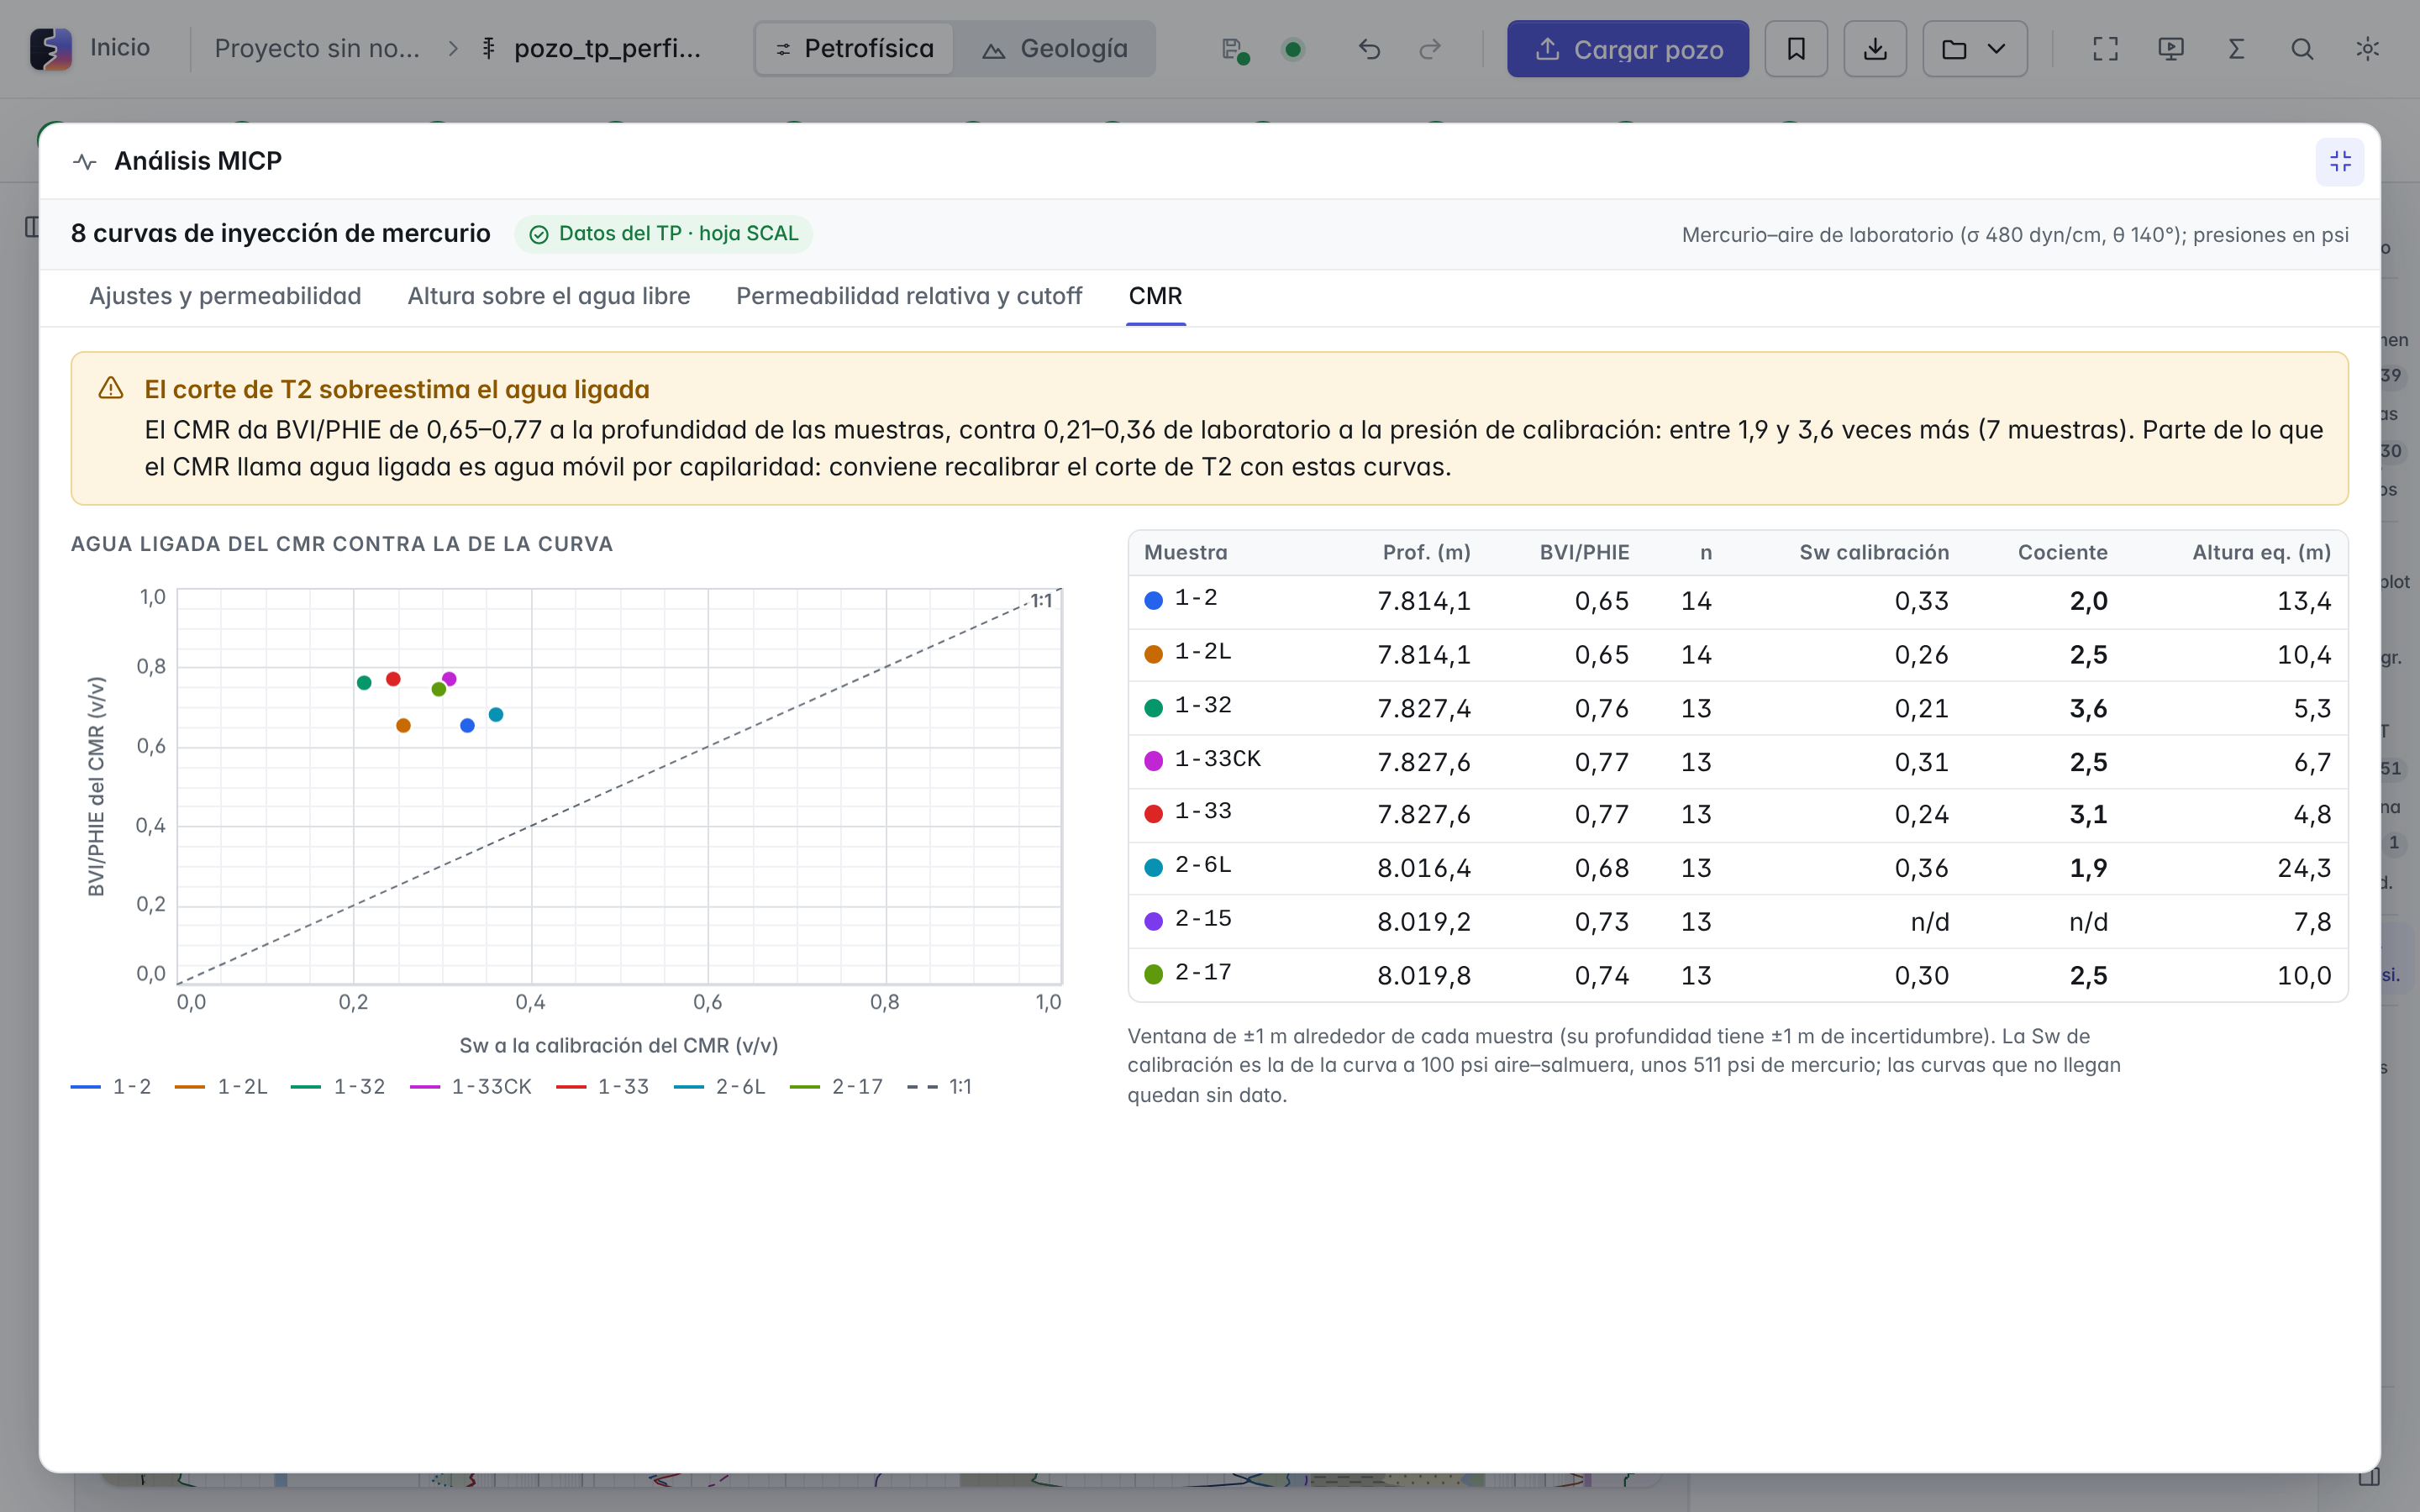 Inicio
Proyecto sin no...
pozo_tp_perfi...
Petrofísica
Geología
Cargar pozo
Análisis MICP
8 curvas de inyección de mercurio
Datos del TP · hoja SCAL
Mercurio–aire de laboratorio (σ 480 dyn/cm, θ 140°); presiones en psi
Ajustes y permeabilidad
Altura sobre el agua libre
Permeabilidad relativa y cutoff
CMR
El corte de T2 sobreestima el agua ligada
El CMR da BVI/PHIE de 0,65–0,77 a la profundidad de las muestras, contra 0,21–0,36 de laboratorio a la presión de calibración: entre 1,9 y 3,6 veces más (7 muestras). Parte de lo que
el CMR llama agua ligada es agua móvil por capilaridad: conviene recalibrar el corte de T2 con estas curvas.
AGUA LIGADA DEL CMR CONTRA LA DE LA CURVA
BVI/PHIE del CMR (v/v)
1,0
0,8
0,6
0,4
0,2
0,0
1:1
0,0 0,2 0,4 0,6 0,8 1,0
Sw a la calibración del CMR (v/v)
1-2 1-2L 1-32 1-33CK 1-33 2-6L 2-17 1:1
Muestra Prof. (m) BVI/PHIE n Sw calibración Cociente Altura eq. (m)
1-2 7.814,1 0,65 14 0,33 2,0 13,4
1-2L 7.814,1 0,65 14 0,26 2,5 10,4
1-32 7.827,4 0,76 13 0,21 3,6 5,3
1-33CK 7.827,6 0,77 13 0,31 2,5 6,7
1-33 7.827,6 0,77 13 0,24 3,1 4,8
2-6L 8.016,4 0,68 13 0,36 1,9 24,3
2-15 8.019,2 0,73 13 n/d n/d 7,8
2-17 8.019,8 0,74 13 0,30 2,5 10,0
Ventana de ±1 m alrededor de cada muestra (su profundidad tiene ±1 m de incertidumbre). La Sw de
calibración es la de la curva a 100 psi aire–salmuera, unos 511 psi de mercurio; las curvas que no llegan
quedan sin dato.